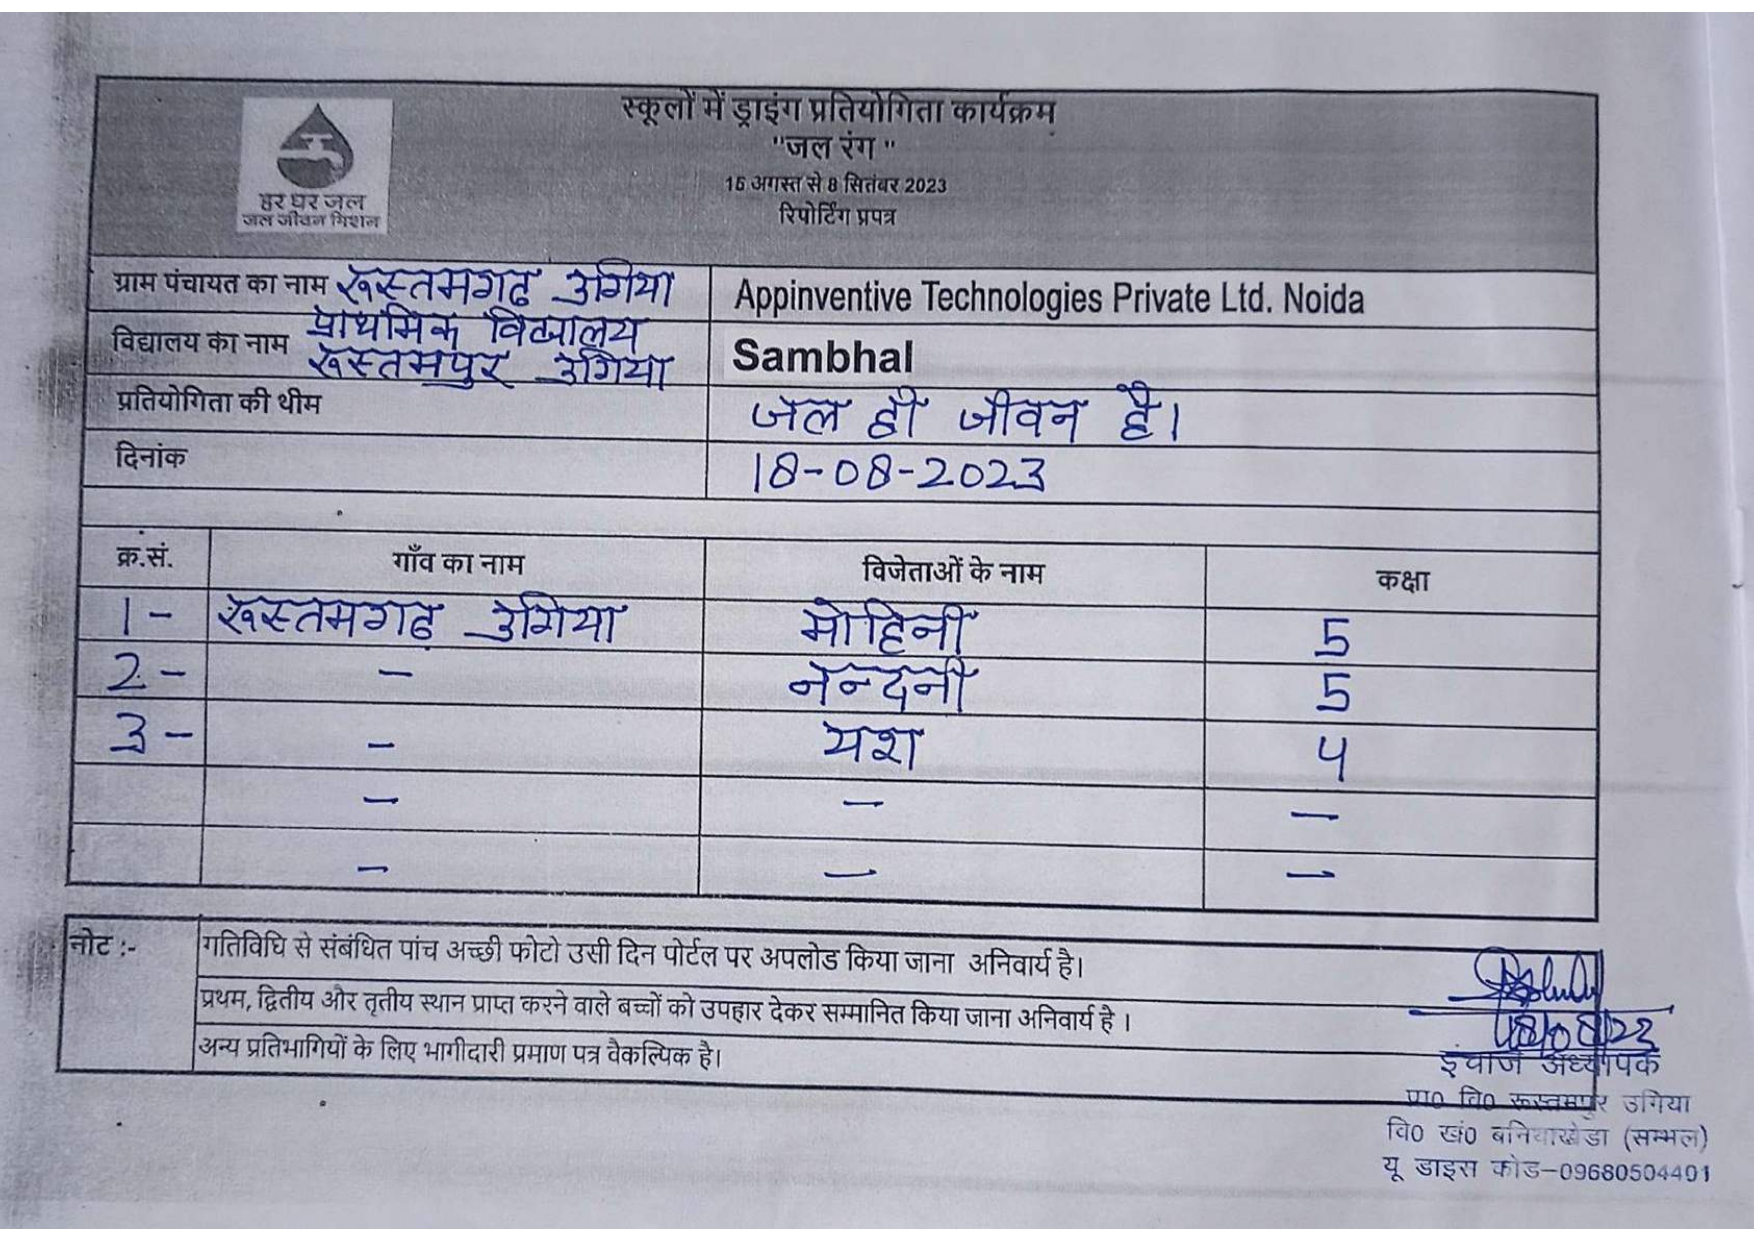 स्कूलों में ड्राइंग प्रतियोगिता कार्यक्रम
"जल रंग "
15 अगस्त से 8 सितंबर 2023
रिपोर्टिंग प्रपत्र
हर घर जल
जल जीवन मिशन
ग्राम पंचायत का नाम रुस्तमगढ उगिया Appinventive Technologies Private Ltd. Noida
विद्यालय का नाम प्राथमिक विद्यालय रुस्तमपुर उगिया Sambhal
प्रतियोगिता की थीम जल ही जीवन है।
दिनांक 18-08-2023
क्र.सं. गाँव का नाम विजेताओं के नाम कक्षा
1- रुस्तमगढ उगिया मोहिनी 5
2- - नन्दनी 5
3- - यश 4
- - -
- - -
नोट :- गतिविधि से संबंधित पांच अच्छी फोटो उसी दिन पोर्टल पर अपलोड किया जाना अनिवार्य है।
प्रथम, द्वितीय और तृतीय स्थान प्राप्त करने वाले बच्चों को उपहार देकर सम्मानित किया जाना अनिवार्य है ।
अन्य प्रतिभागियों के लिए भागीदारी प्रमाण पत्र वैकल्पिक है।
इंचार्ज अध्यापक
प्रा0 वि0 रूस्तमपुर उगिया
वि0 खं0 बनियाखेडा (सम्भल)
यू डाइस कोड-09680504401